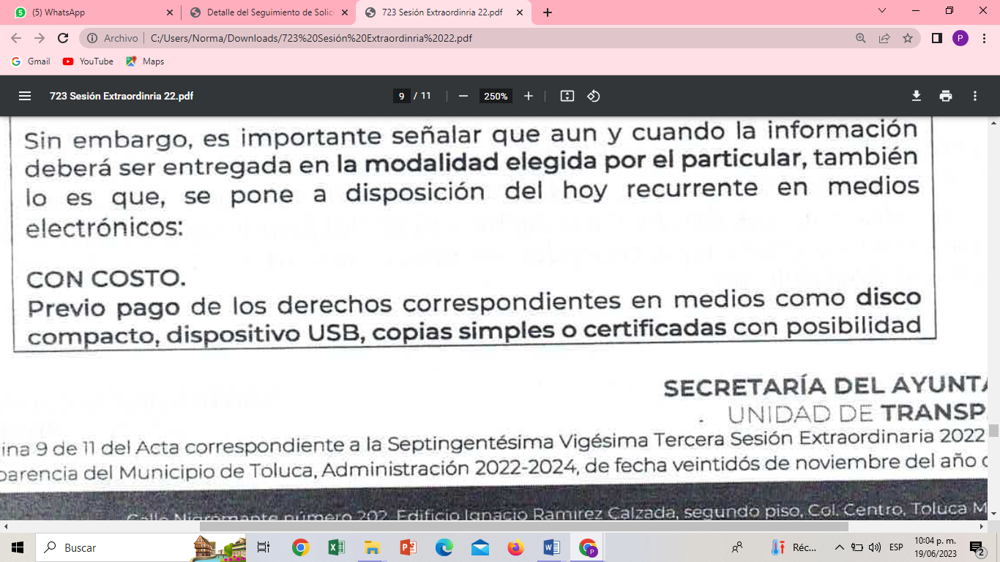 (5) WhatsApp
Detalle del Seguimiento de Solici
723 Sesión Extraordinria 22.pdf
Archivo
C:/Users/Norma/Downloads/723%20Sesión%20Extraordinria%2022.pdf
P
Gmail
YouTube
Maps
723 Sesión Extraordinria 22.pdf
9 / 11
250%
Sin embargo, es importante señalar que aun y cuando la información
deberá ser entregada en la modalidad elegida por el particular, también
lo es que, se pone a disposición del hoy recurrente en medios
electrónicos:
CON COSTO.
Previo pago de los derechos correspondientes en medios como disco
compacto, dispositivo USB, copias simples o certificadas con posibilidad
SECRETARÍA DEL AYUNTA
UNIDAD DE TRANSP
ina 9 de 11 del Acta correspondiente a la Septingentésima Vigésima Tercera Sesión Extraordinaria 2022
parencia del Municipio de Toluca, Administración 2022-2024, de fecha veintidós de noviembre del año
Calle Nigromante número 202, Edificio Ignacio Ramirez Calzada, segundo piso, Col. Centro, Toluca M
Buscar
Réc...
ESP
10:04 p. m.
19/06/2023
2